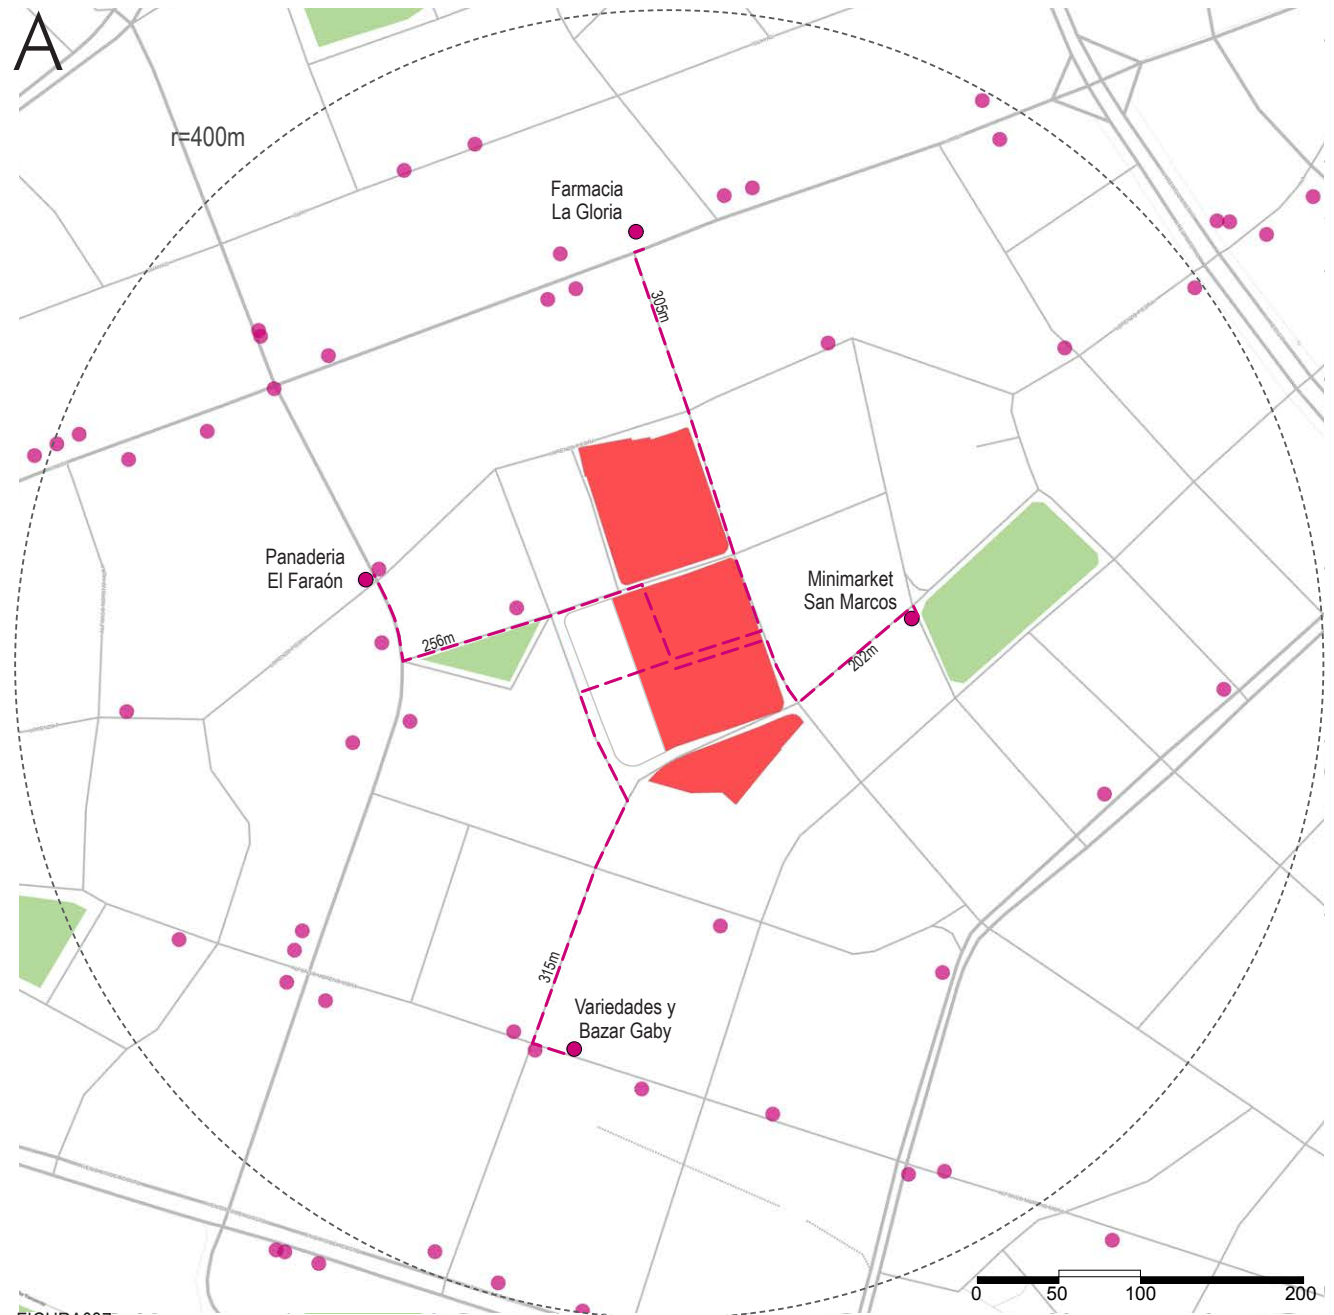 A
r=400m
Farmacia
La Gloria
305m
Panaderia
El Faraón
Minimarket
San Marcos
256m
202m
315m
Variedades y
Bazar Gaby
0 50 100 200